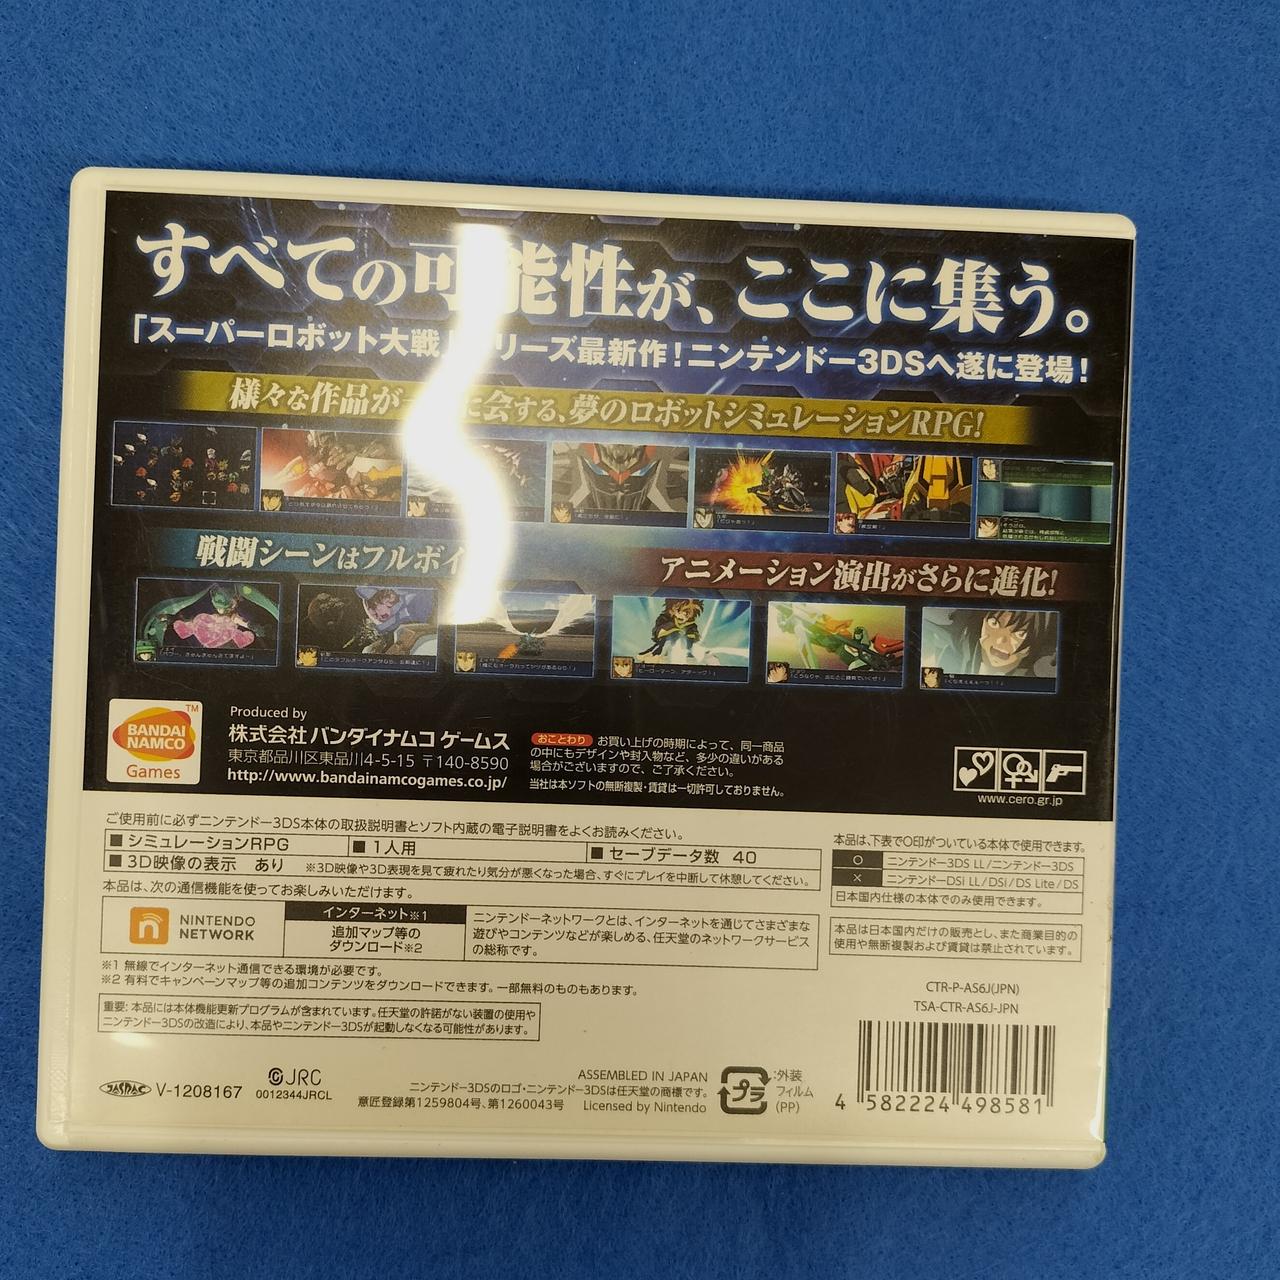 すべての可能性が、ここに集う。
「スーパーロボット大戦」リーズ最新作!ニンテンドー3DSへ遂に登場!
様々な作品が一 に会する、夢のロボットシミュレーションRPG!
戦闘シーンはフルボイ
アニメーション演出がさらに進化!
BANDAI
NAMCO
TM
Games
Produced by
株式会社 バンダイナムコ ゲームス
東京都品川区東品川4-5-15 〒140-8590
http://www.bandainamcogames.co.jp/
おことわり お買い上げの時期によって、同一商品
の中にもデザインや封入物など、多少の違いがある
場合がございますので、ご了承ください。
当社は本ソフトの無断複製・賃貸は一切許可しておりません。
www.cero.gr.jp
ご使用前に必ずニンテンドー3DS本体の取扱説明書とソフト内蔵の電子説明書をよくお読みください。
■ シミュレーションRPG
■ 1人用
■ セーブデータ数 40
■ 3D映像の表示 あり ※3D映像や3D表現を見て疲れたり気分が悪くなった場合、すぐにプレイを中断して休憩してください。
本品は、次の通信機能を使ってお楽しみいただけます。
NINTENDO
NETWORK
インターネット※1
追加マップ等の
ダウンロード※2
ニンテンドーネットワークとは、インターネットを通じてさまざまな
遊びやコンテンツなどが楽しめる、任天堂のネットワークサービス
の総称です。
※1 無線でインターネット通信できる環境が必要です。
※2 有料でキャンペーンマップ等の追加コンテンツをダウンロードできます。一部無料のものもあります。
重要: 本品には本体機能更新プログラムが含まれています。任天堂の許諾がない装置の使用や
ニンテンドー3DSの改造により、本品やニンテンドー3DSが起動しなくなる可能性があります。
本品は、下表で○印がついている本体で使用できます。
○ ニンテンドー3DS LL/ニンテンドー3DS
× ニンテンドーDSi LL/DSi/DS Lite/DS
日本国内仕様の本体でのみ使用できます。
本品は日本国内だけの販売とし、また商業目的の
使用や無断複製および賃貸は禁止されています。
CTR-P-AS6J(JPN)
TSA-CTR-AS6J-JPN
JASRAC V-1208167
©JRC
0012344JRCL
ASSEMBLED IN JAPAN
ニンテンドー3DSのロゴ・ニンテンドー3DSは任天堂の商標です。
意匠登録第1259804号、第1260043号 Licensed by Nintendo
プラ
:外装
フィルム
(PP)
4 582224 498581